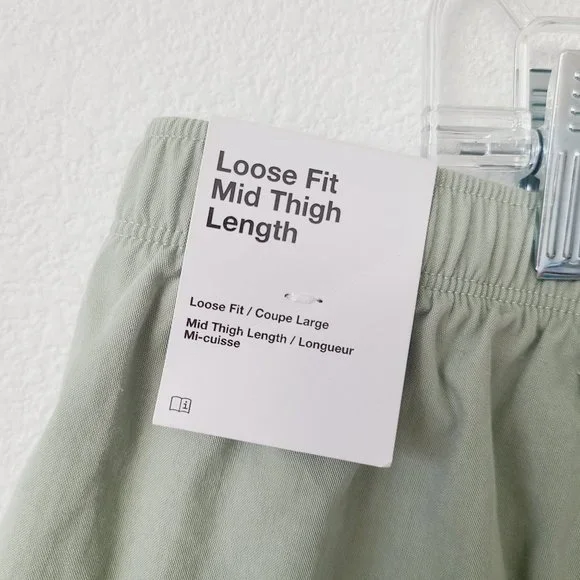 Loose Fit
Mid Thigh
Length
Loose Fit / Coupe Large
Mid Thigh Length / Longueur
Mi-cuisse
i